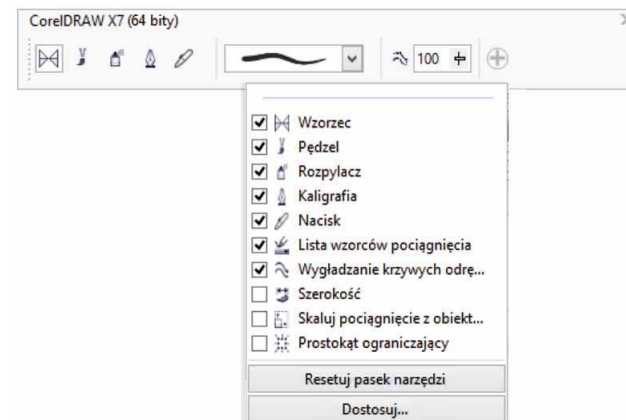 CorelDRAW X7 (64 bity)
100
Wzorzec
Pędzel
Rozpylacz
Kaligrafia
Nacisk
Lista wzorców pociągnięcia
Wygładzanie krzywych odrę...
Szerokość
Skaluj pociągnięcie z obiekt...
Prostokąt ograniczający
Resetuj pasek narzędzi
Dostosuj...